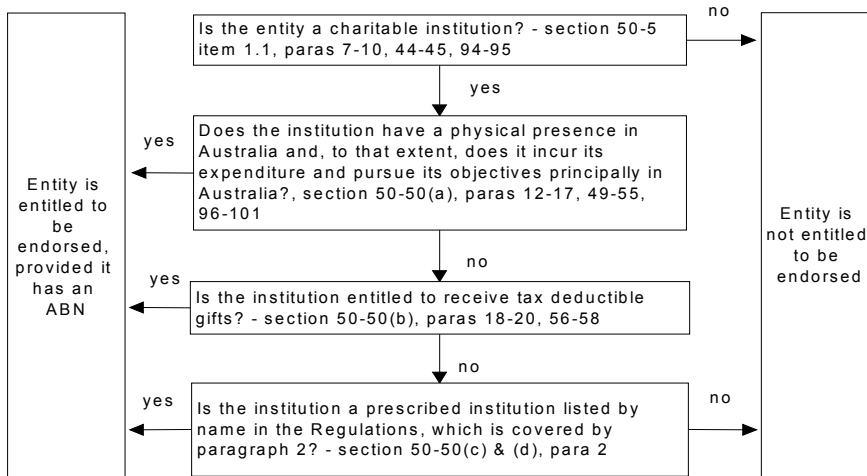 no
Is the entity a charitable institution? - section 50-5
item 1.1, paras 7-10, 44-45, 94-95
yes
yes
Does the institution have a physical presence in
Australia and, to that extent, does it incur its
expenditure and pursue its objectives principally in
Australia?, section 50-50(a), paras 12-17, 49-55,
96-101
Entity is
entitled to
be
endorsed,
provided it
has an
ABN
Entity is
not entitled
to be
endorsed
no
yes
Is the institution entitled to receive tax deductible
gifts? - section 50-50(b), paras 18-20, 56-58
no
yes
Is the institution a prescribed institution listed by
name in the Regulations, which is covered by
paragraph 2? - section 50-50(c) & (d), para 2
no